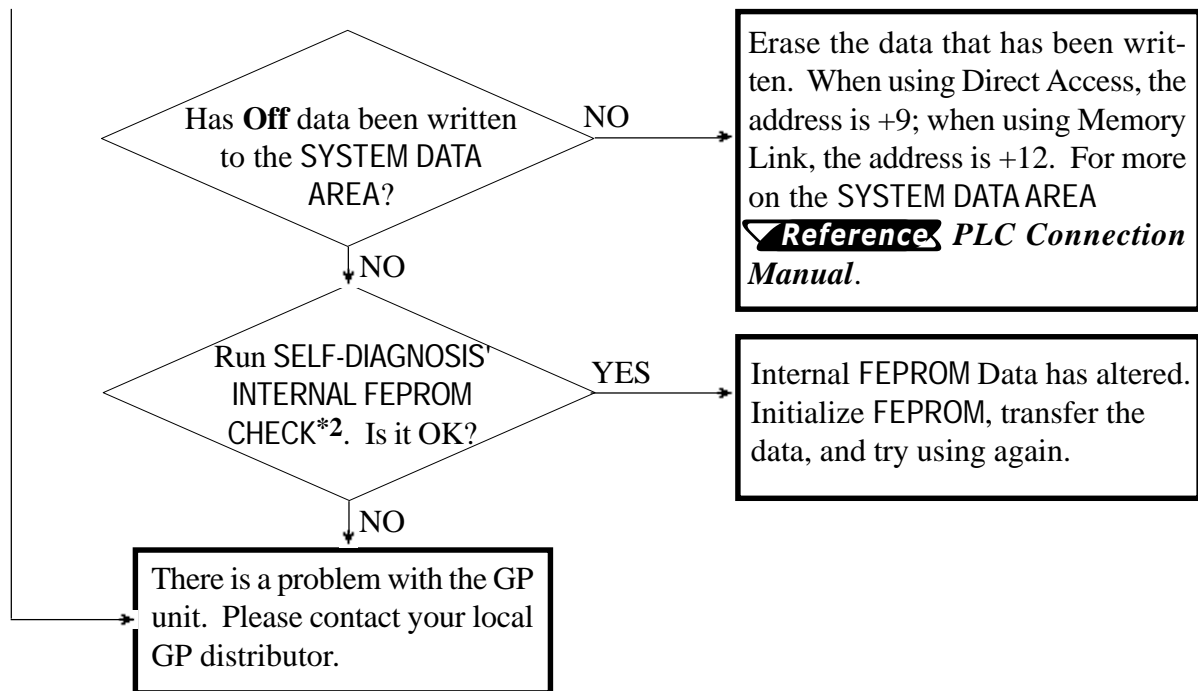 Has Off data been written
to the SYSTEM DATA
AREA?
NO
Erase the data that has been writ-
ten. When using Direct Access, the
address is +9; when using Memory
Link, the address is +12. For more
on the SYSTEM DATA AREA
Reference PLC Connection
Manual.
NO
Run SELF-DIAGNOSIS'
INTERNAL FEPROM
CHECK*2. Is it OK?
YES
Internal FEPROM Data has altered.
Initialize FEPROM, transfer the
data, and try using again.
NO
There is a problem with the GP
unit. Please contact your local
GP distributor.